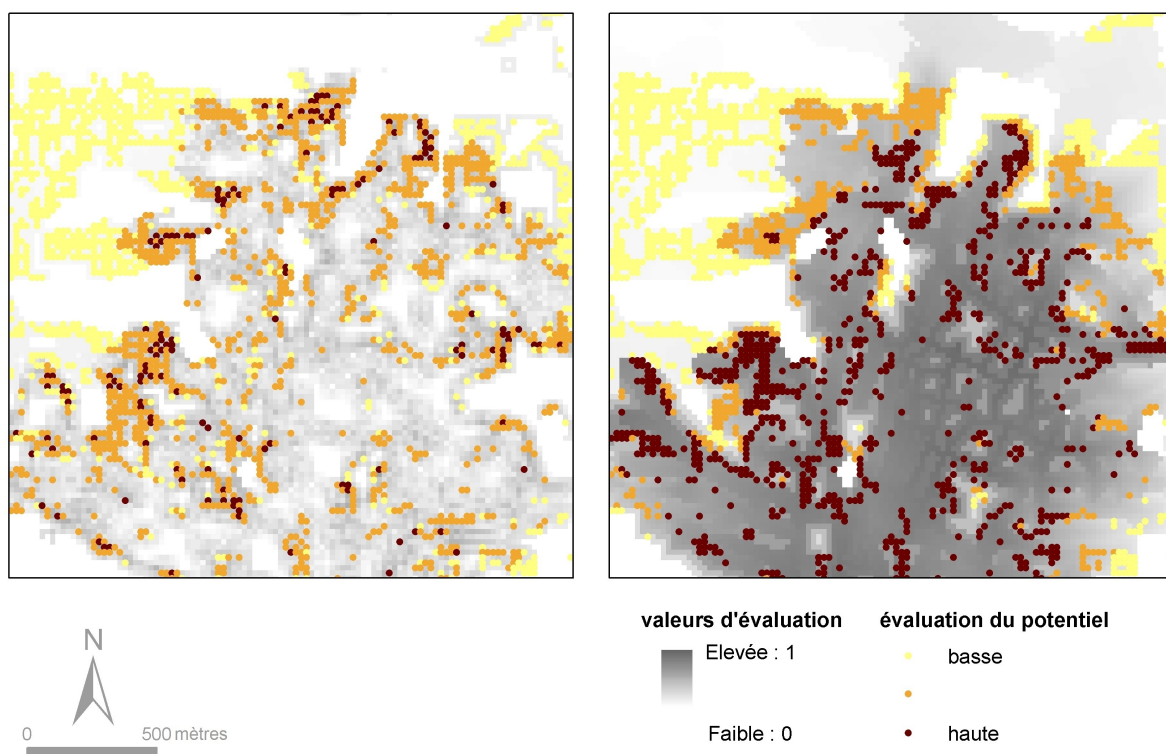 valeurs d'évaluation
Elevée : 1
Faible : 0
évaluation du potentiel
basse
haute
N
0 500 mètres